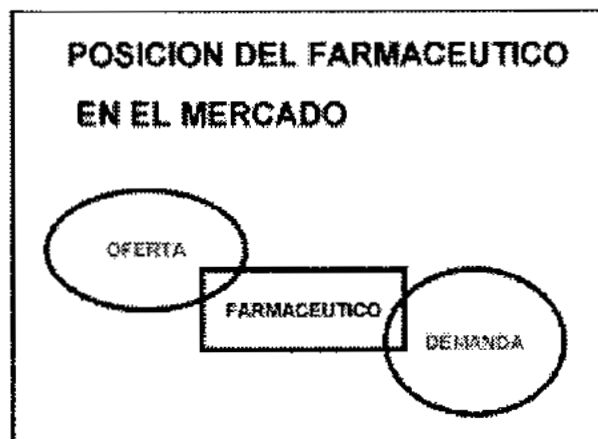 POSICION DEL FARMACEUTICO
EN EL MERCADO
OFERTA
FARMACEUTICO
DEMANDA